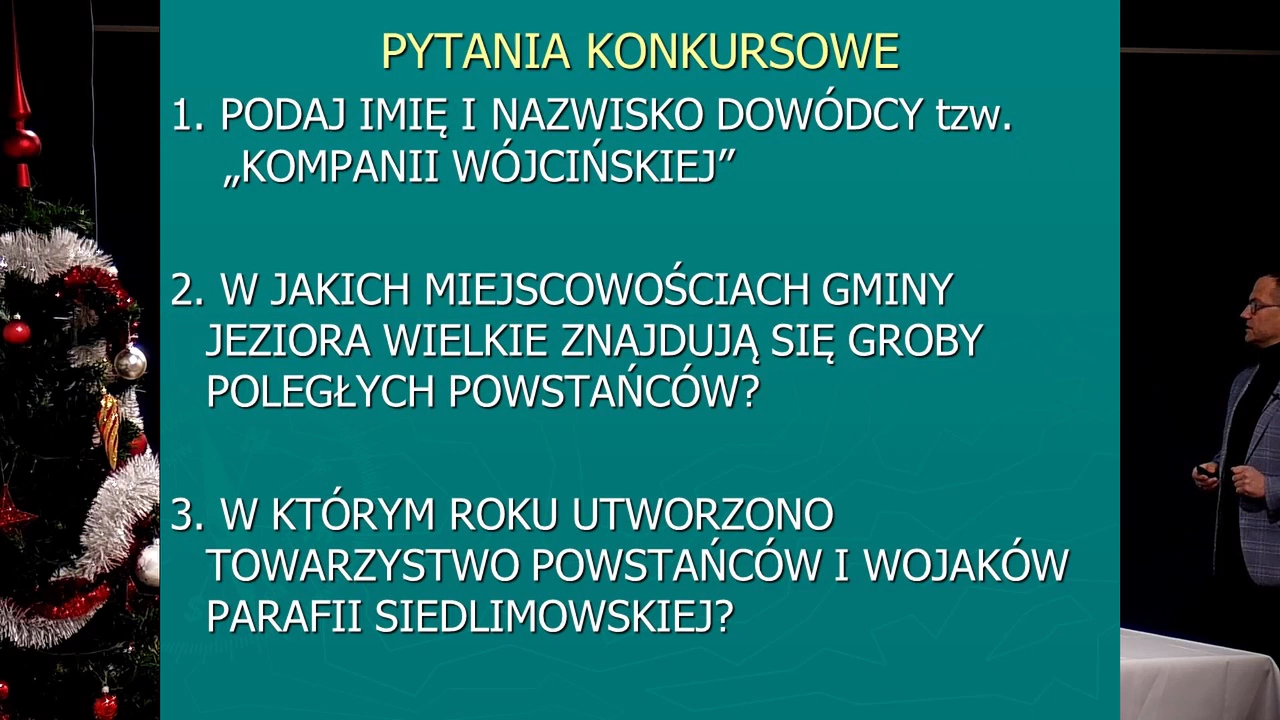 PYTANIA KONKURSOWE
1. PODAJ IMIĘ I NAZWISKO DOWÓDCY tzw.
„KOMPANII WÓJCIŃSKIEJ”
2. W JAKICH MIEJSCOWOŚCIACH GMINY
JEZIORA WIELKIE ZNAJDUJĄ SIĘ GROBY
POLEGŁYCH POWSTAŃCÓW?
3. W KTÓRYM ROKU UTWORZONO
TOWARZYSTWO POWSTAŃCÓW I WOJAKÓW
PARAFII SIEDLIMOWSKIEJ?